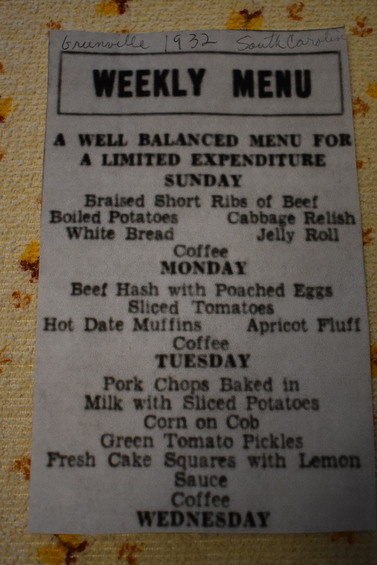 Greenville 1932 South Carolina
WEEKLY MENU
A WELL BALANCED MENU FOR
A LIMITED EXPENDITURE
SUNDAY
Braised Short Ribs of Beef
Boiled Potatoes Cabbage Relish
White Bread Jelly Roll
Coffee
MONDAY
Beef Hash with Poached Eggs
Sliced Tomatoes
Hot Date Muffins Apricot Fluff
Coffee
TUESDAY
Pork Chops Baked in
Milk with Sliced Potatoes
Corn on Cob
Green Tomato Pickles
Fresh Cake Squares with Lemon
Sauce
Coffee
WEDNESDAY